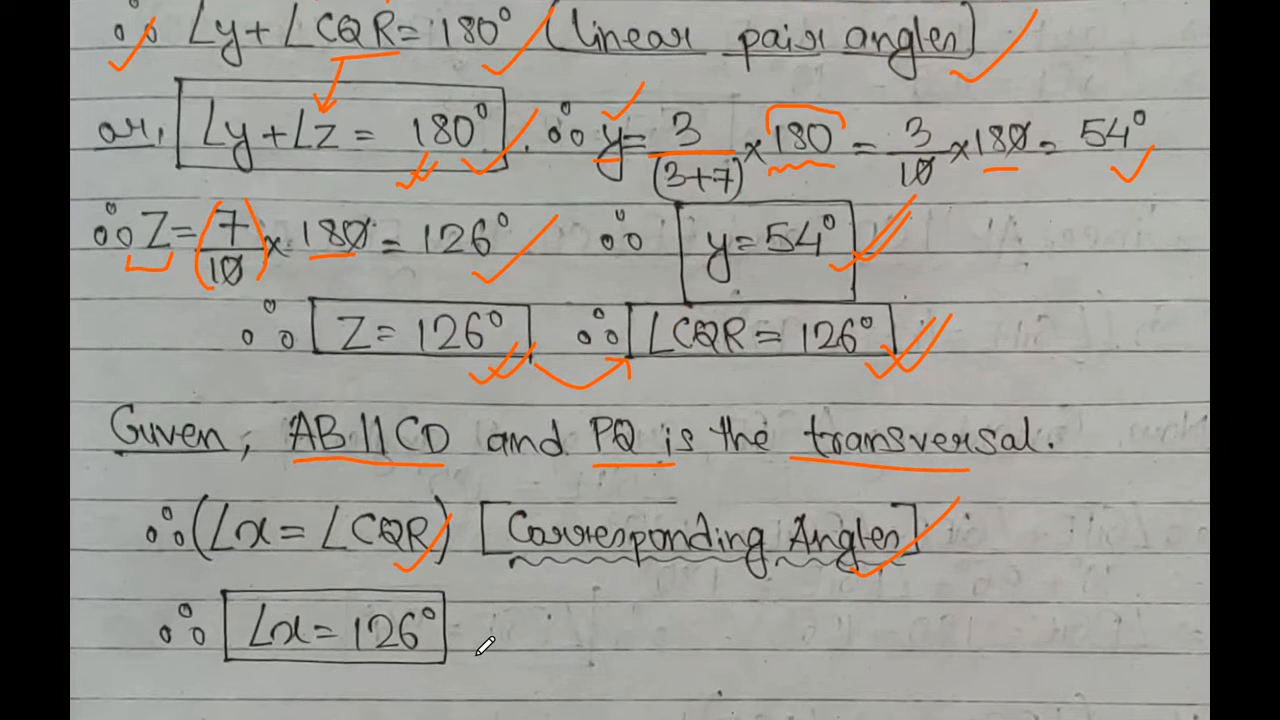 ∴ ∠y + ∠CQR = 180° (linear pair angles)
or, ∠y + ∠z = 180°. ∴ y = 3/(3+7) × 180 = 3/10 × 180 = 54°
∴ Z = (7/10) × 180 = 126° ∴ y = 54°
∴ Z = 126° ∴ ∠CQR = 126°
Given, AB || CD and PQ is the transversal.
∴ (∠x = ∠CQR) [Corresponding Angles]
∴ ∠x = 126°